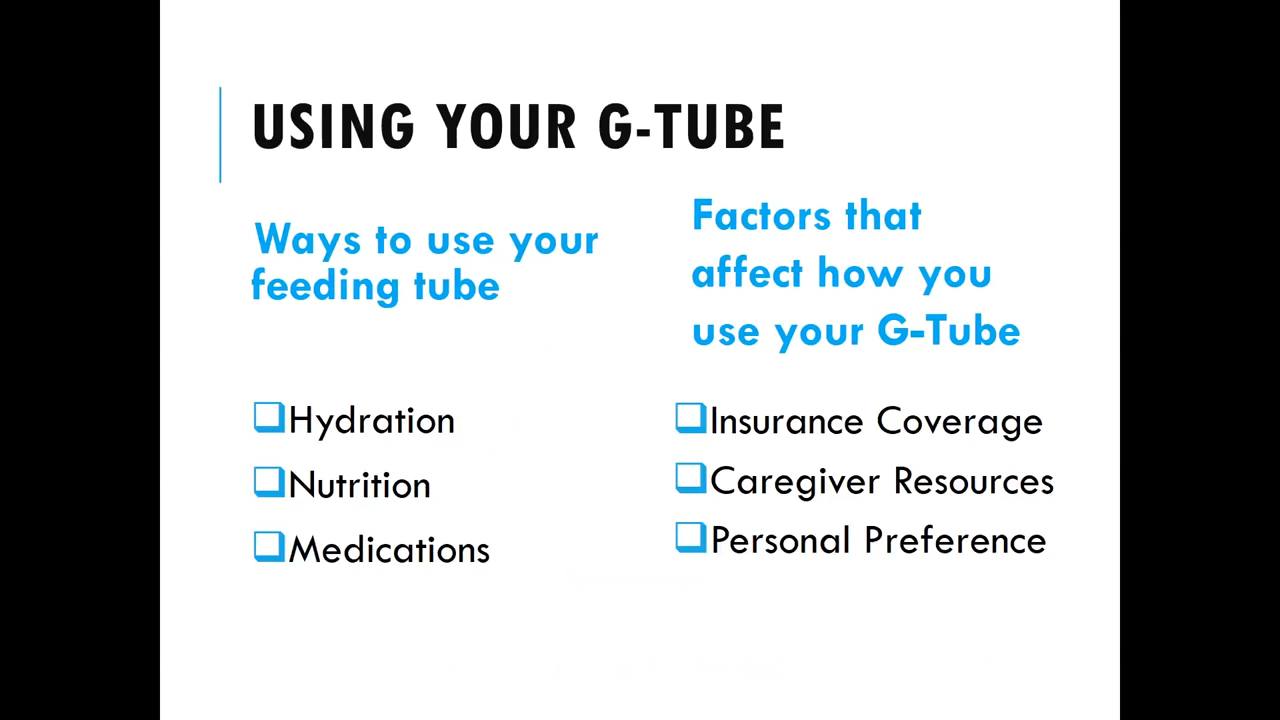 USING YOUR G-TUBE
Ways to use your
feeding tube
Hydration
Nutrition
Medications
Factors that
affect how you
use your G-Tube
Insurance Coverage
Caregiver Resources
Personal Preference